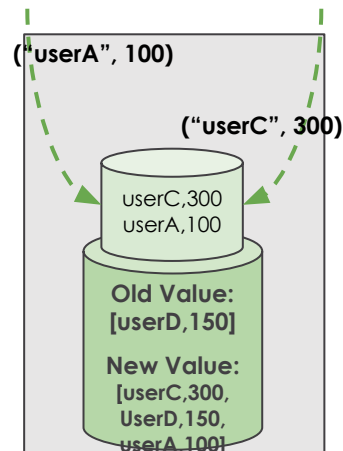 (“userA”, 100)
(“userC”, 300)
userC,300
userA,100
Old Value:
[userD,150]
New Value:
[userC,300,
UserD,150,
userA,100]